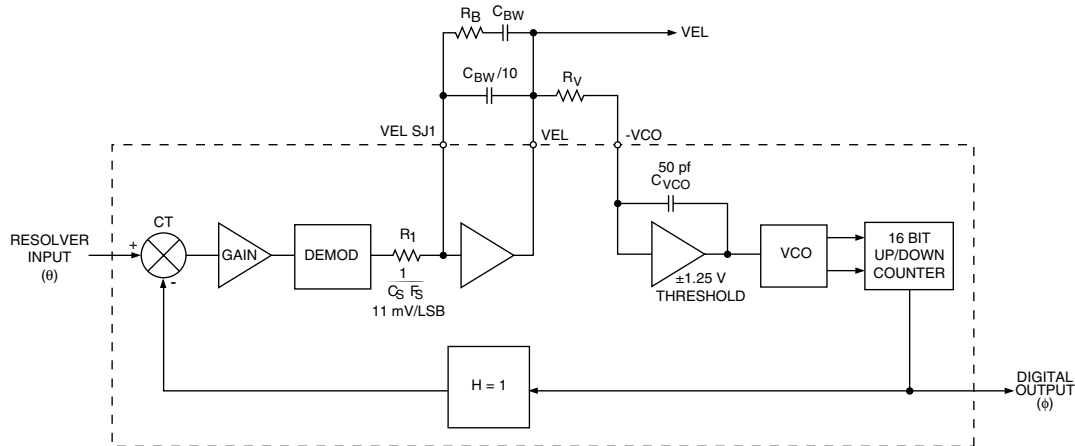 R_B
C_BW
VEL
C_BW /10
R_V
VEL SJ1
VEL
-VCO
50 pf
C_VCO
CT
RESOLVER
INPUT
(θ)
+
-
GAIN
DEMOD
R_1
1
C_S F_S
11 mV/LSB
±1.25 V
THRESHOLD
VCO
16 BIT
UP/DOWN
COUNTER
H = 1
DIGITAL
OUTPUT
(ϕ)